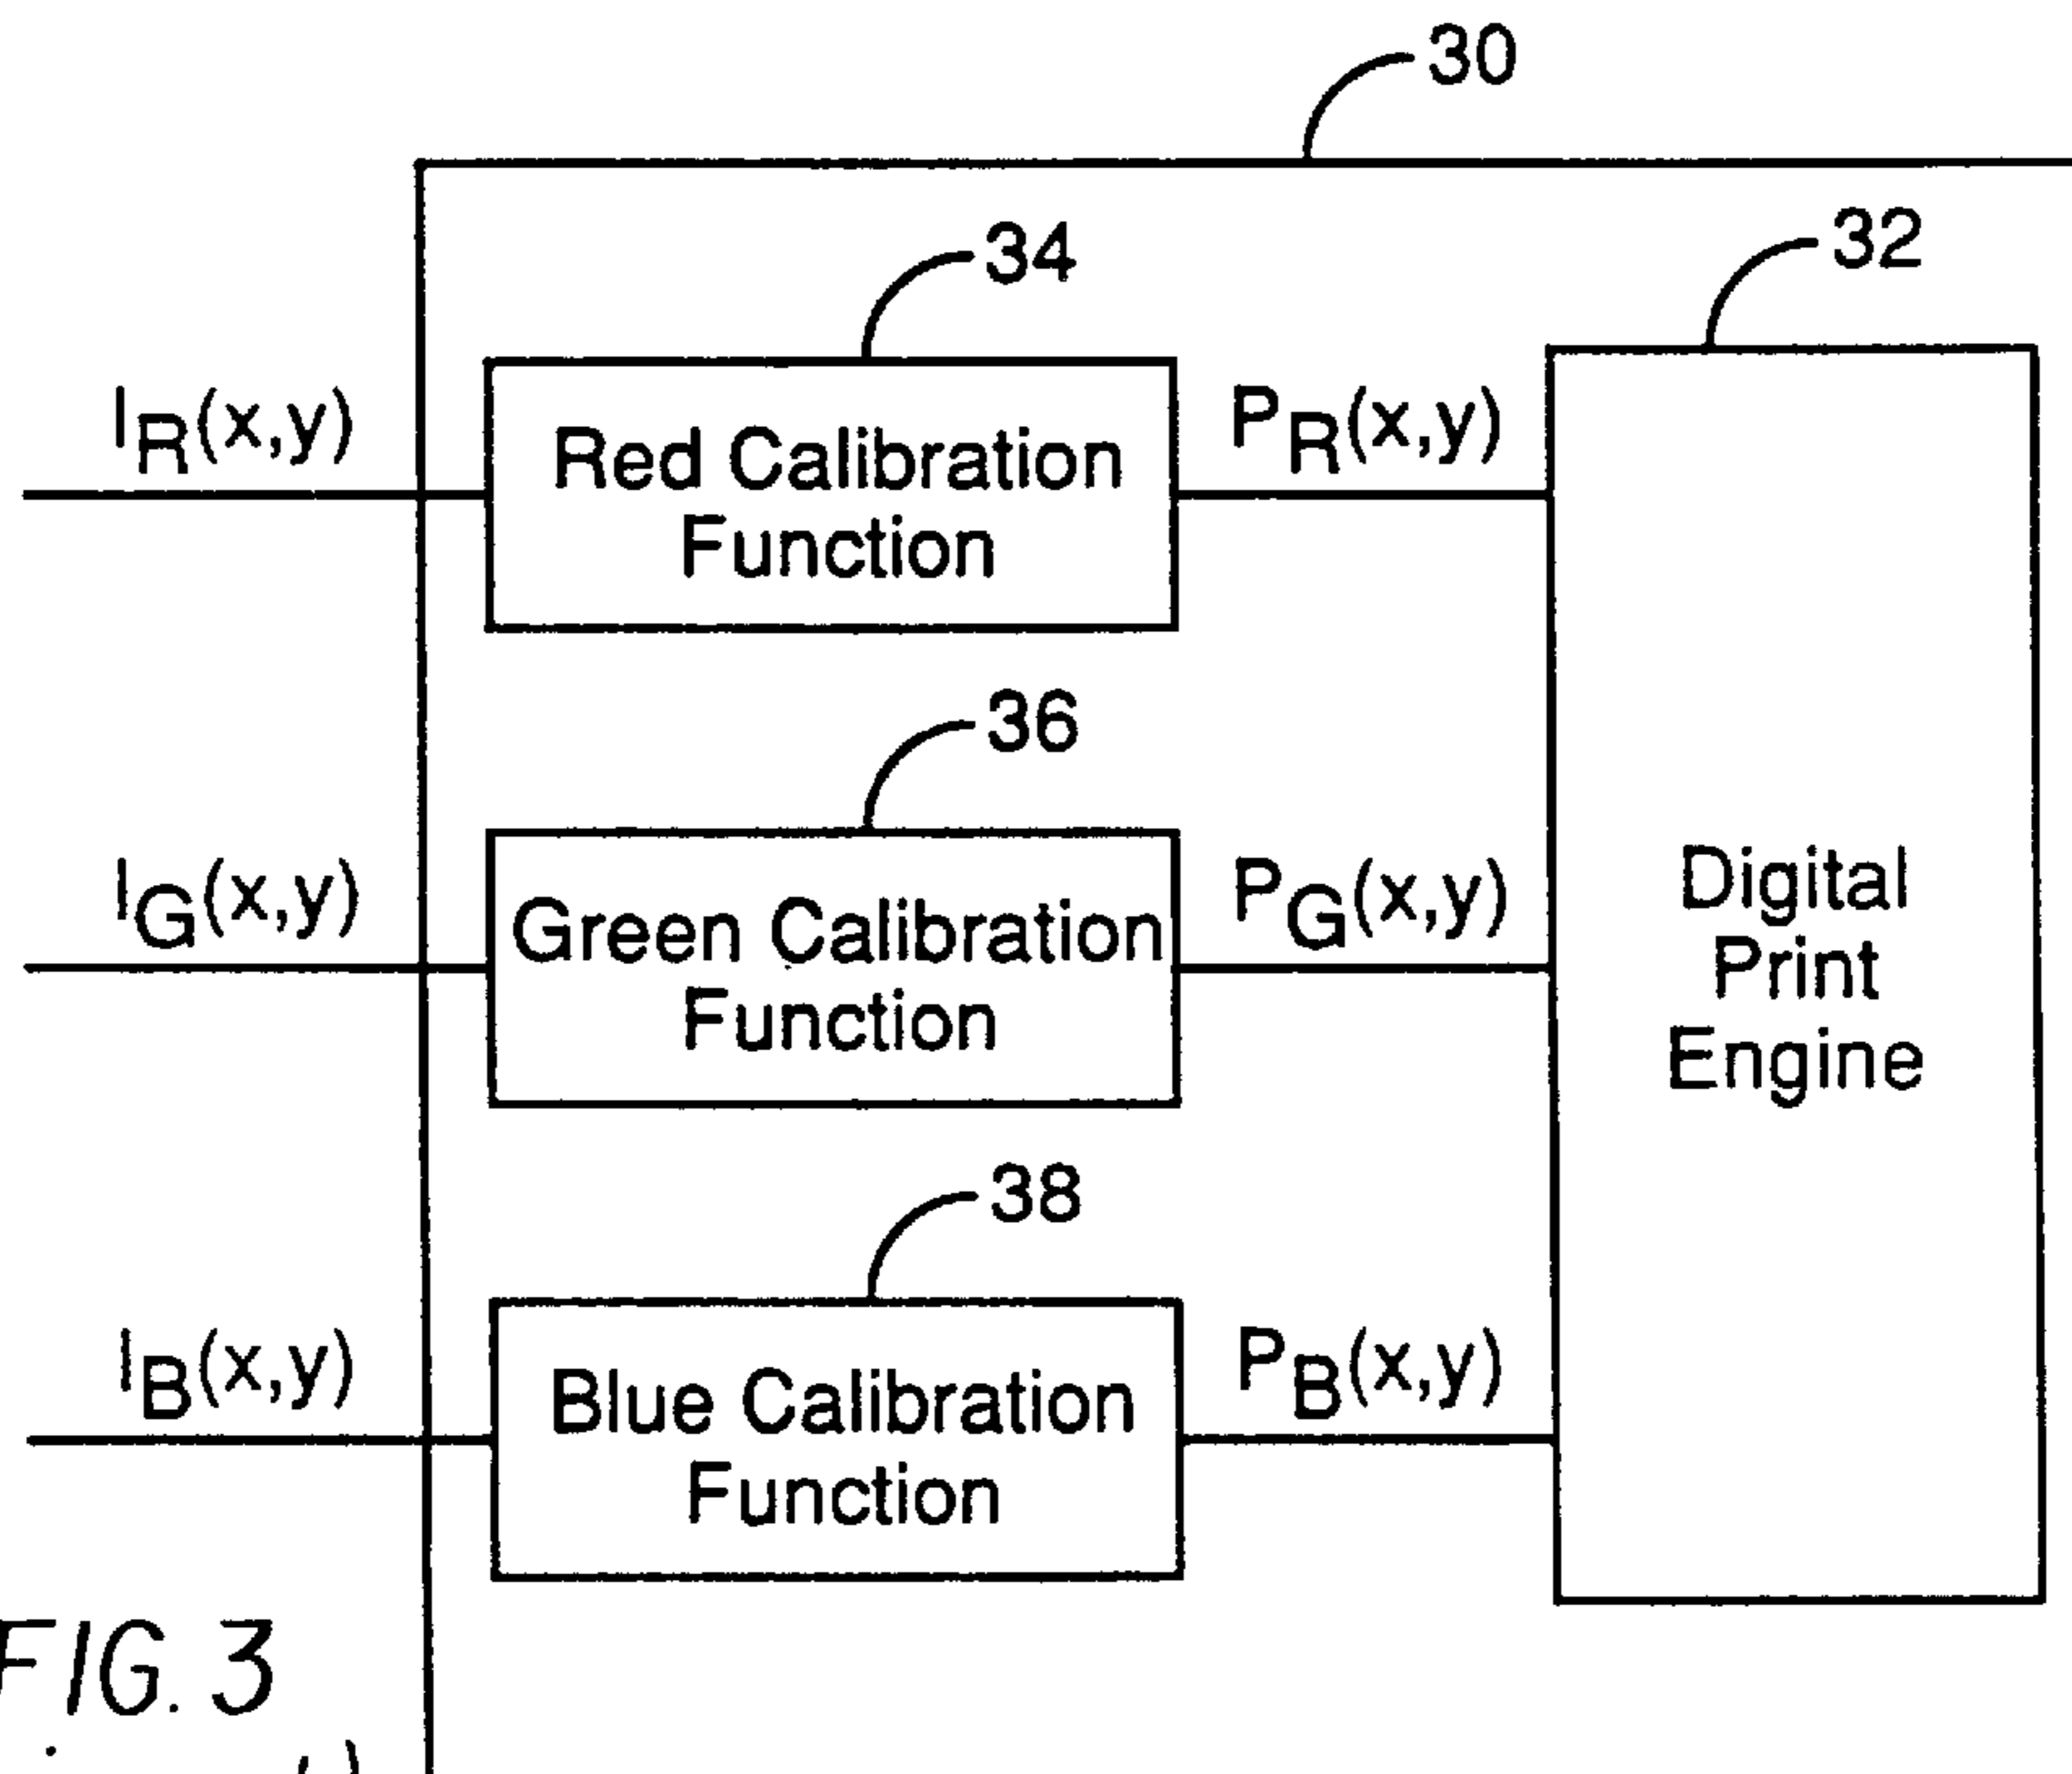 30
34
32
I_R(x,y)
Red Calibration
Function
P_R(x,y)
36
I_G(x,y)
Green Calibration
Function
P_G(x,y)
Digital
Print
Engine
38
I_B(x,y)
Blue Calibration
Function
P_B(x,y)
FIG. 3